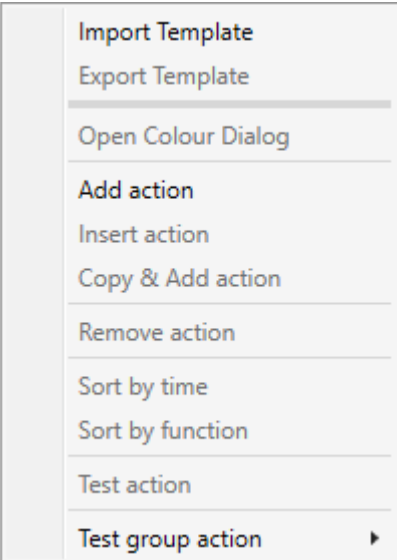 Import Template
Export Template
Open Colour Dialog
Add action
Insert action
Copy & Add action
Remove action
Sort by time
Sort by function
Test action
Test group action